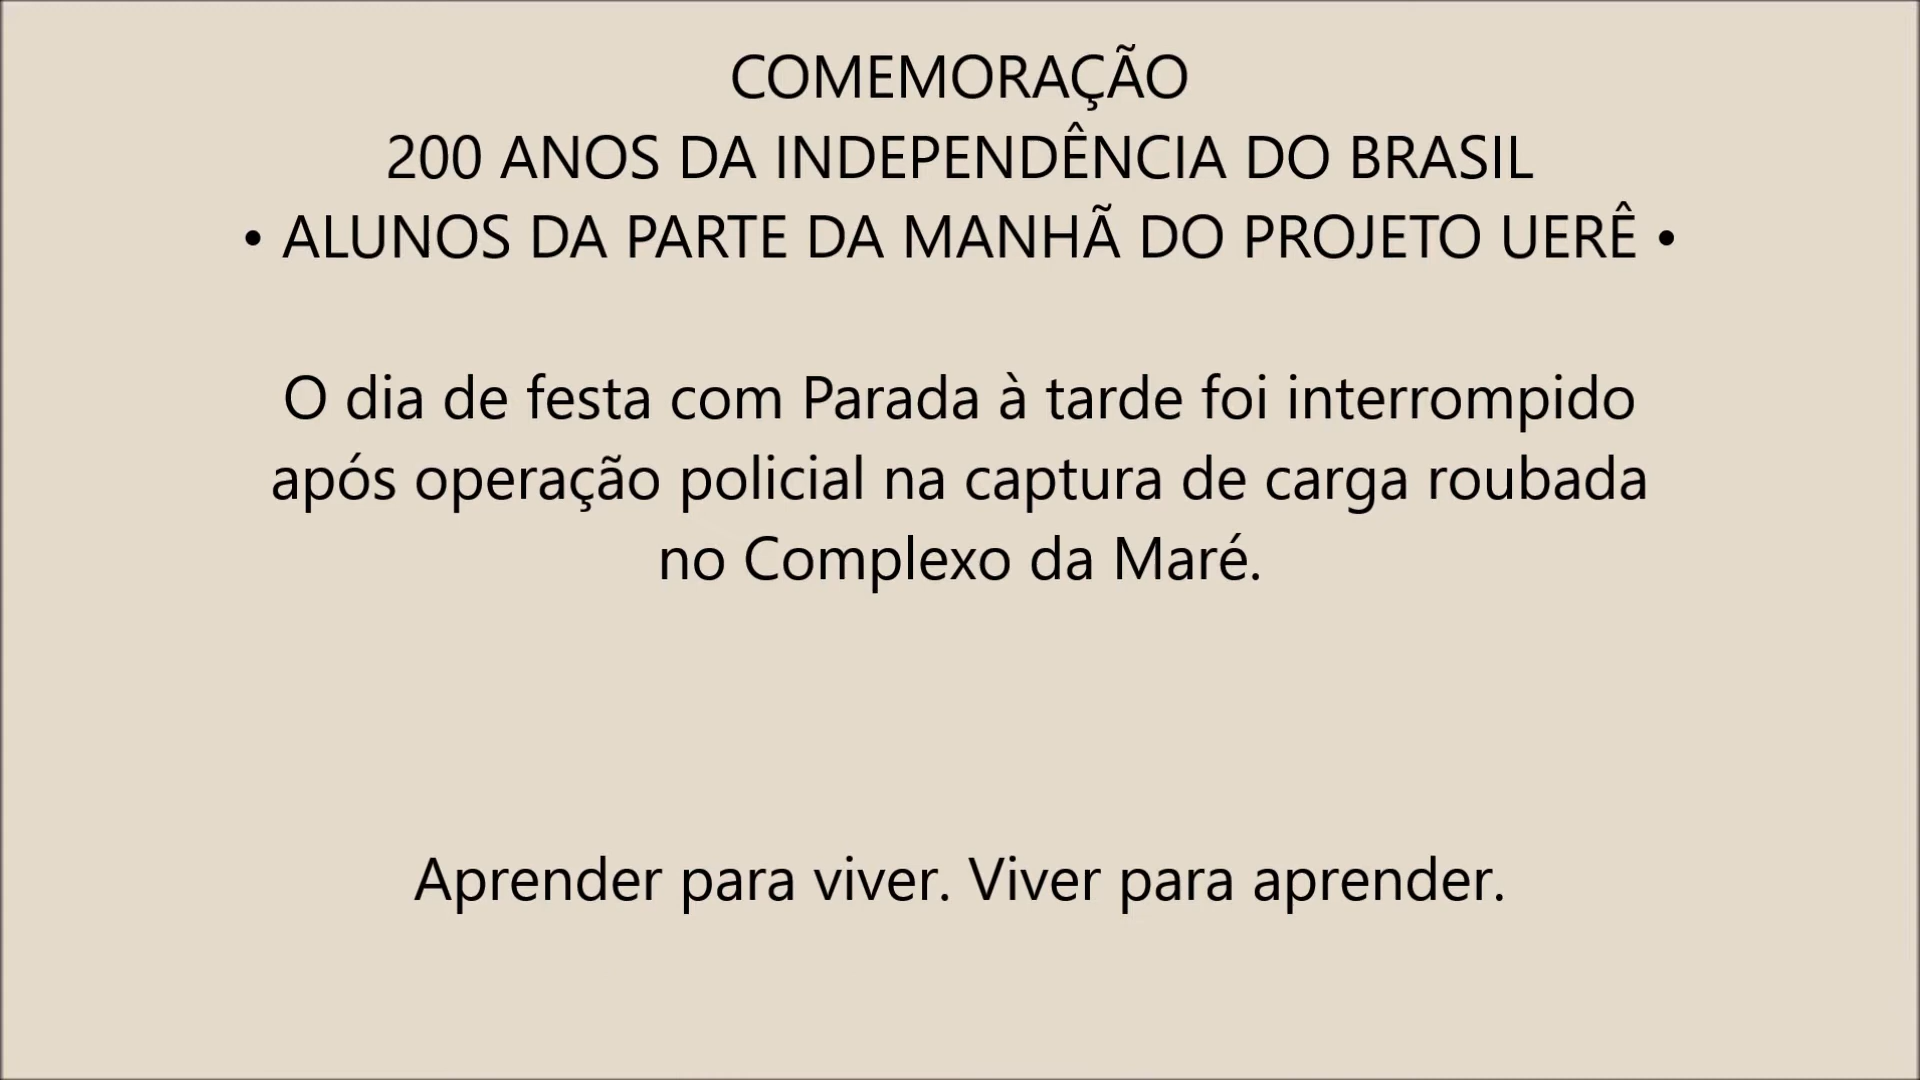 COMEMORAÇÃO
200 ANOS DA INDEPENDÊNCIA DO BRASIL
• ALUNOS DA PARTE DA MANHÃ DO PROJETO UERÊ •
O dia de festa com Parada à tarde foi interrompido
após operação policial na captura de carga roubada
no Complexo da Maré.
Aprender para viver. Viver para aprender.